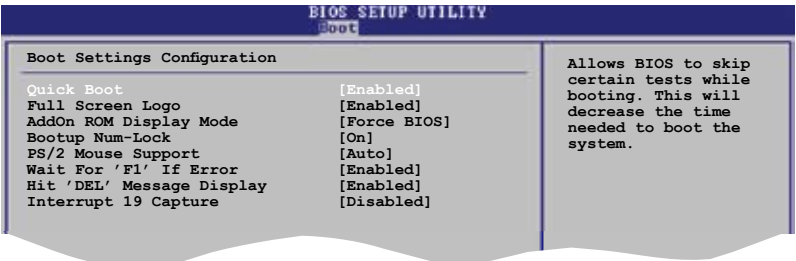 BIOS SETUP UTILITY
Boot
Boot Settings Configuration
Quick Boot [Enabled]
Full Screen Logo [Enabled]
AddOn ROM Display Mode [Force BIOS]
Bootup Num-Lock [On]
PS/2 Mouse Support [Auto]
Wait For 'F1' If Error [Enabled]
Hit 'DEL' Message Display [Enabled]
Interrupt 19 Capture [Disabled]
Allows BIOS to skip
certain tests while
booting. This will
decrease the time
needed to boot the
system.